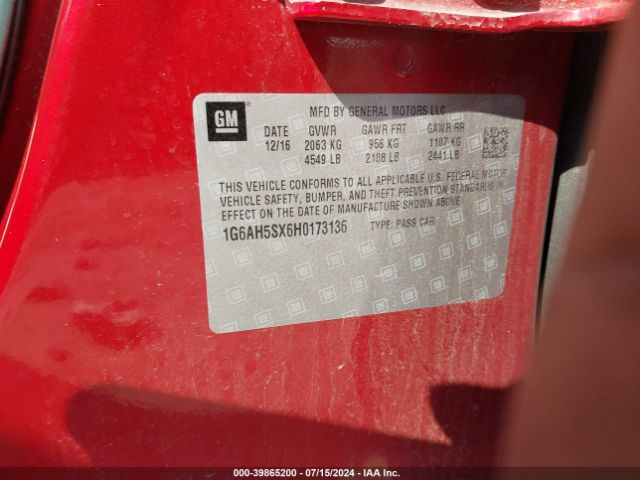 GM
MFD BY GENERAL MOTORS LLC
DATE GVWR GAWR FRT GAWR RR
12/16 2063 KG 956 KG 1107 KG
4549 LB 2108 LB 2441 LB
THIS VEHICLE CONFORMS TO ALL APPLICABLE U.S. FEDERAL MOTOR
VEHICLE SAFETY, BUMPER, AND THEFT PREVENTION STANDARDS IN
EFFECT ON THE DATE OF MANUFACTURE SHOWN ABOVE.
1G6AH5SX6H0173136 TYPE: PASS CAR
000-39865200 - 07/15/2024 - IAA Inc.